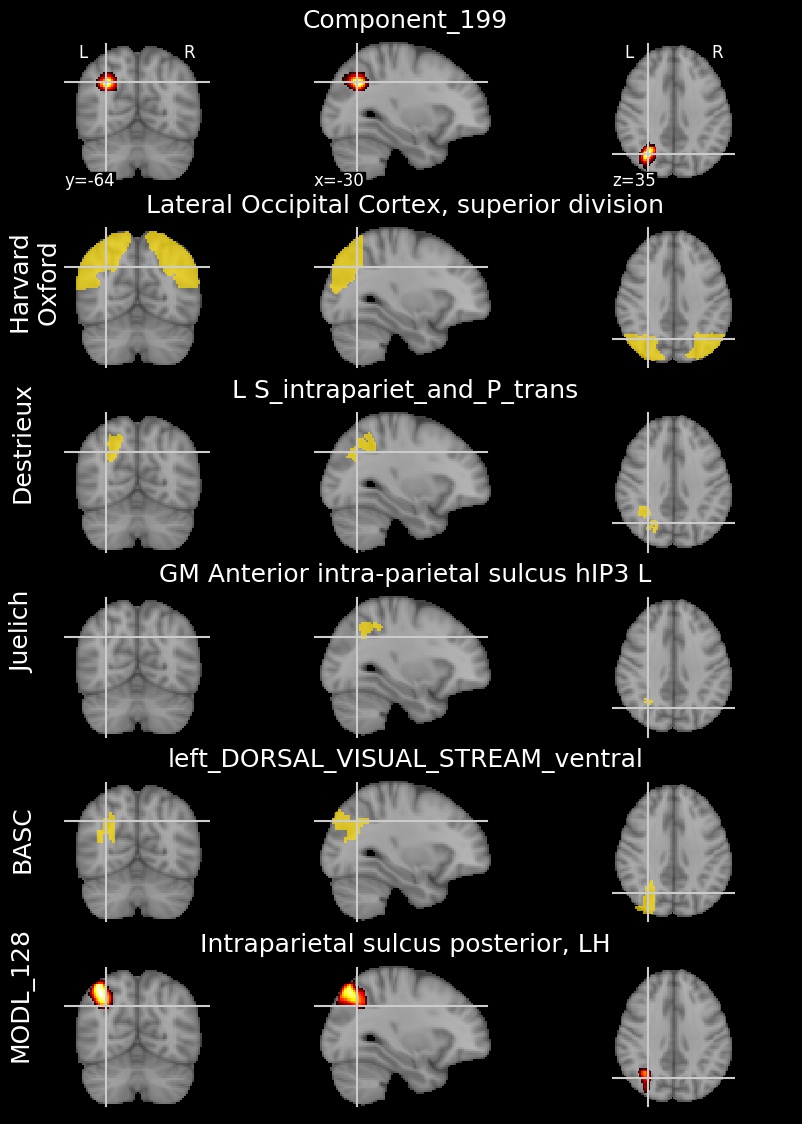 Component_199
L R L R
y=-64 x=-30 z=35
Lateral Occipital Cortex, superior division
Harvard
Oxford
L S_intrapariet_and_P_trans
Destrieux
GM Anterior intra-parietal sulcus hIP3 L
Juelich
left_DORSAL_VISUAL_STREAM_ventral
BASC
Intraparietal sulcus posterior, LH
MODL_128